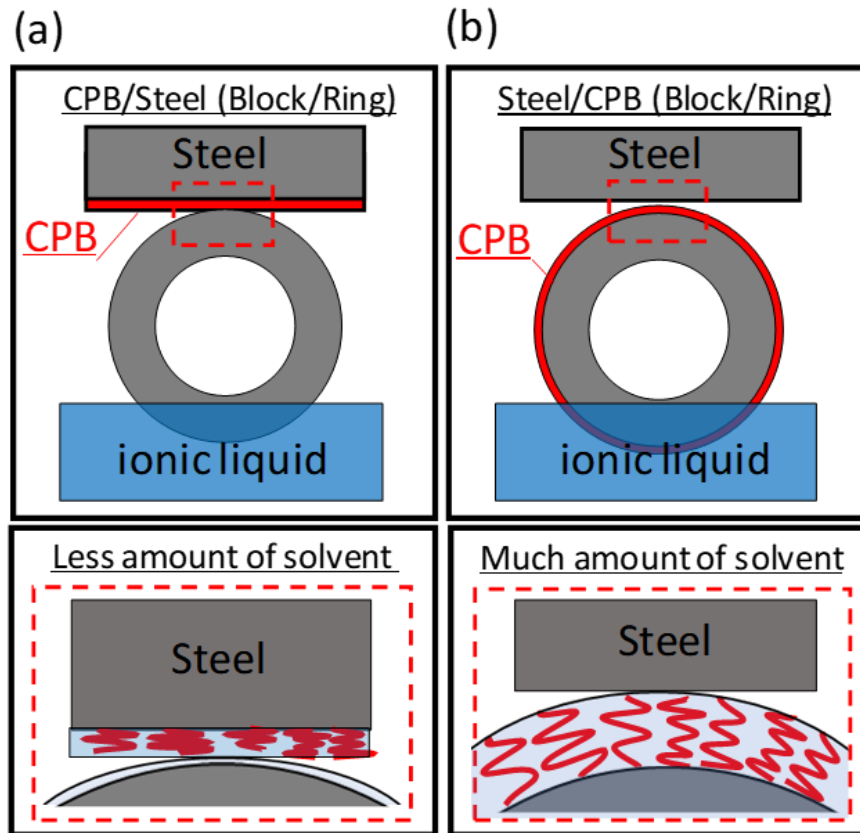 (a)
CPB/Steel (Block/Ring)
Steel
CPB
ionic liquid
Less amount of solvent
Steel
(b)
Steel/CPB (Block/Ring)
Steel
CPB
ionic liquid
Much amount of solvent
Steel